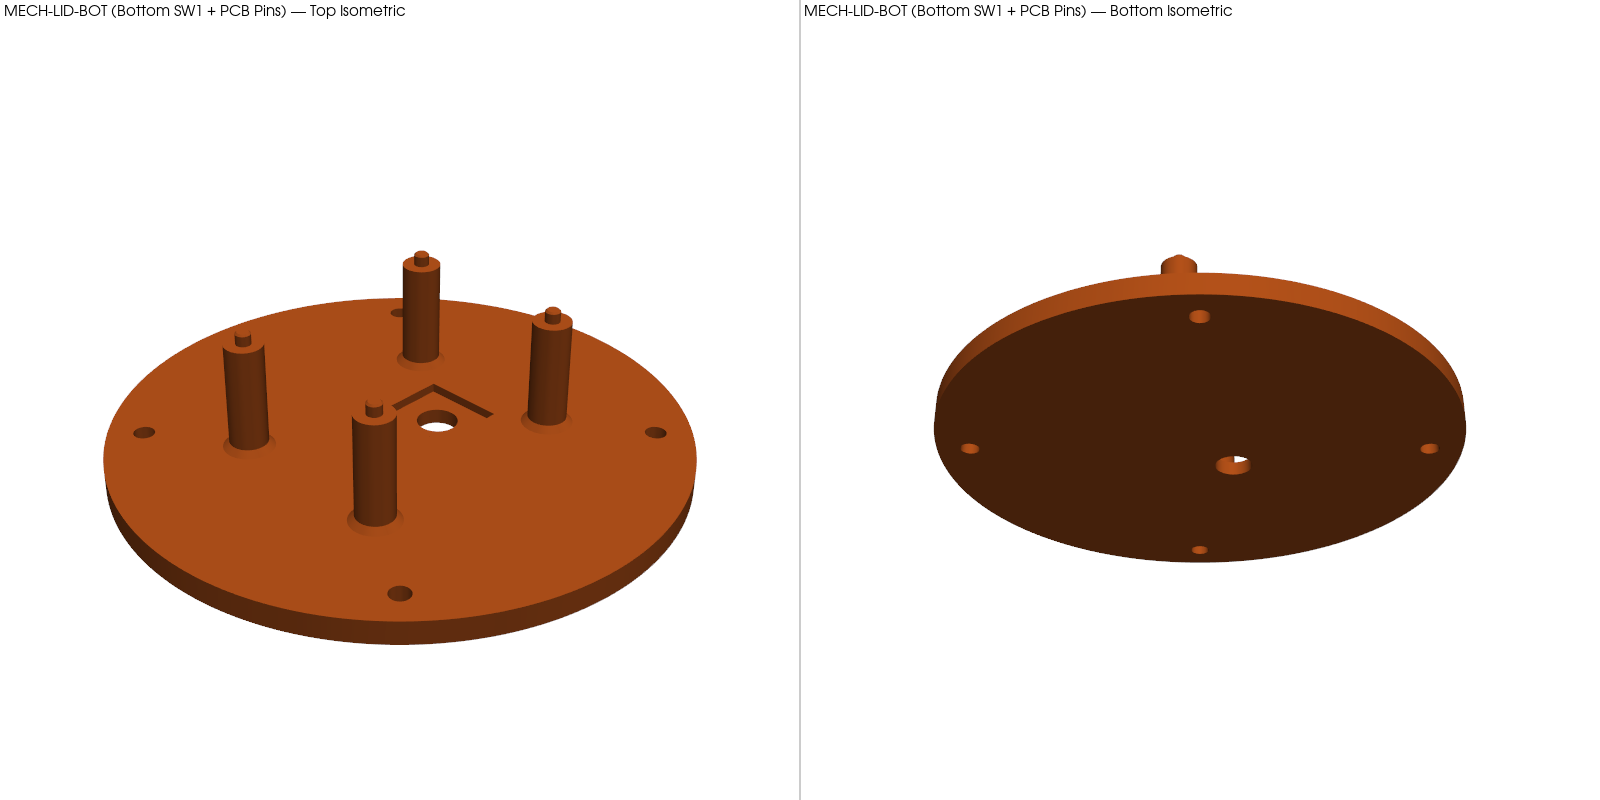 MECH-LID-BOT (Bottom SW1 + PCB Pins) — Top Isometric
MECH-LID-BOT (Bottom SW1 + PCB Pins) — Bottom Isometric